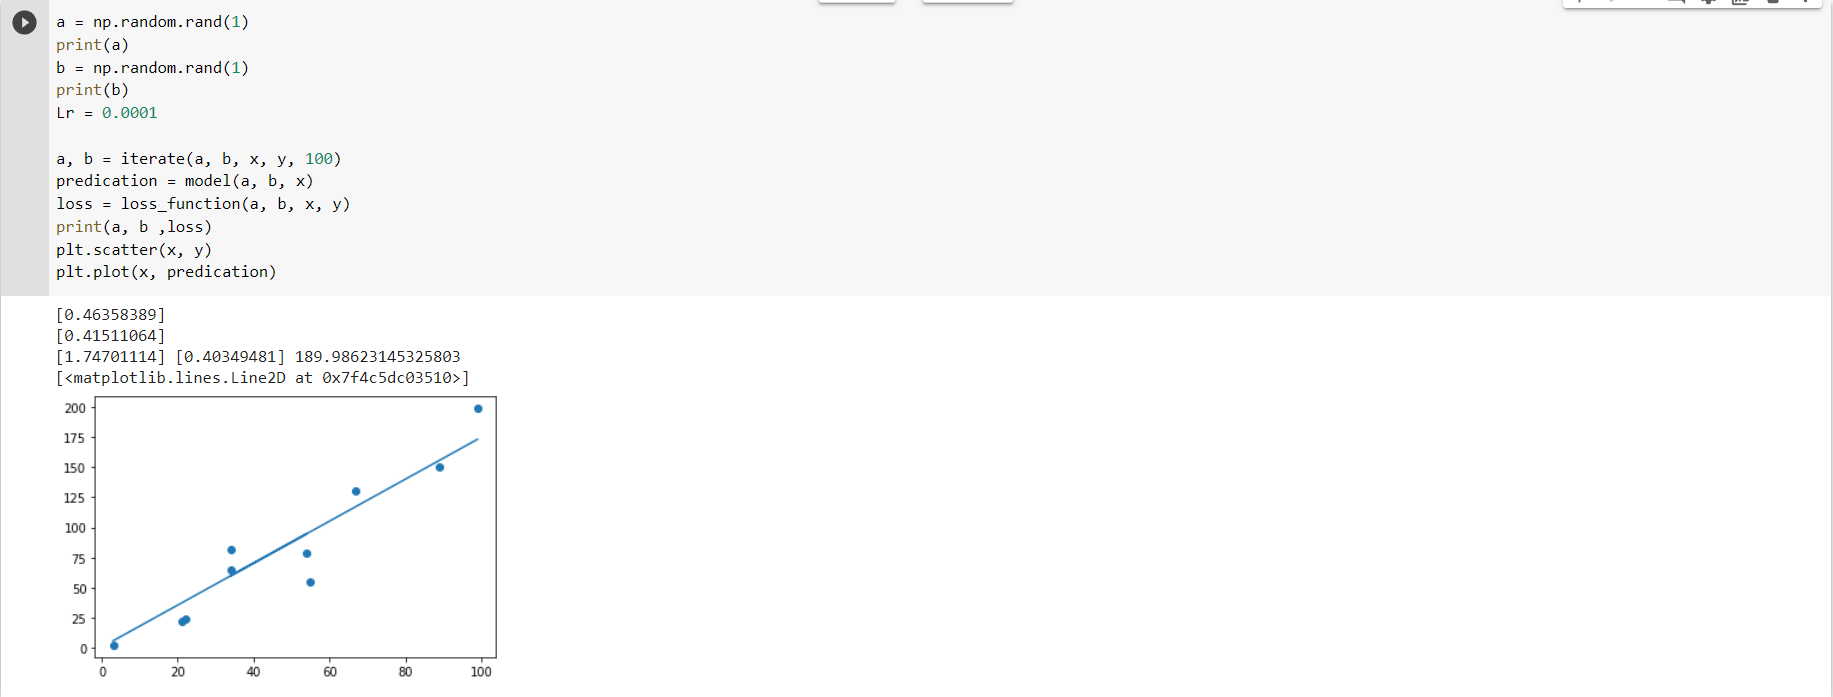 a = np.random.rand(1)
print(a)
b = np.random.rand(1)
print(b)
Lr = 0.0001
a, b = iterate(a, b, x, y, 100)
predication = model(a, b, x)
loss = loss_function(a, b, x, y)
print(a, b ,loss)
plt.scatter(x, y)
plt.plot(x, predication)
[0.46358389]
[0.41511064]
[1.74701114] [0.40349481] 189.98623145325803
[<matplotlib.lines.Line2D at 0x7f4c5dc03510>]
200
175
150
125
100
75
50
25
0
0 20 40 60 80 100